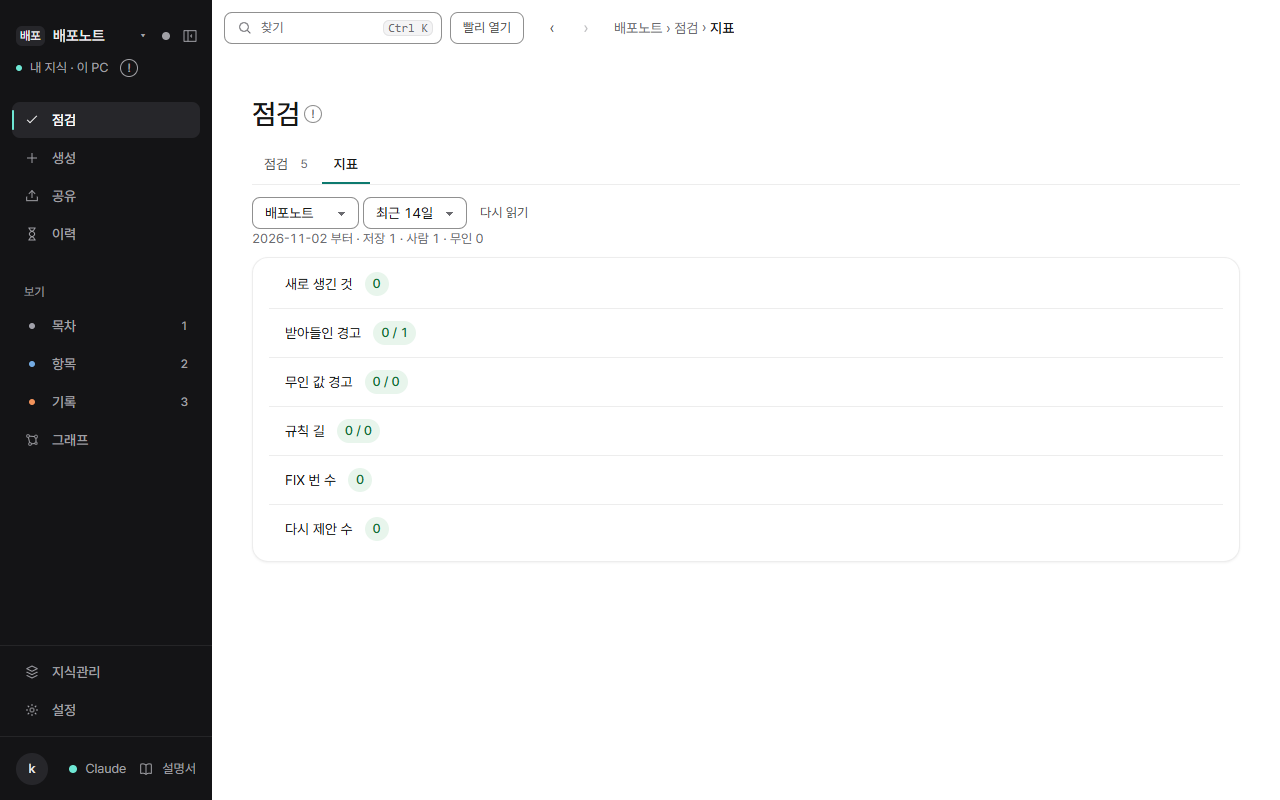 배포 배포노트
내 지식 · 이 PC
점검
생성
공유
이력
보기
목차 1
항목 2
기록 3
그래프
지식관리
설정
k Claude 설명서
찾기 Ctrl K 빨리 열기 ‹ › 배포노트 › 점검 › 지표
점검
점검 5 지표
배포노트 최근 14일 다시 읽기
2026-11-02 부터 · 저장 1 · 사람 1 · 무인 0
새로 생긴 것 0
받아들인 경고 0 / 1
무인 값 경고 0 / 0
규칙 길 0 / 0
FIX 번 수 0
다시 제안 수 0